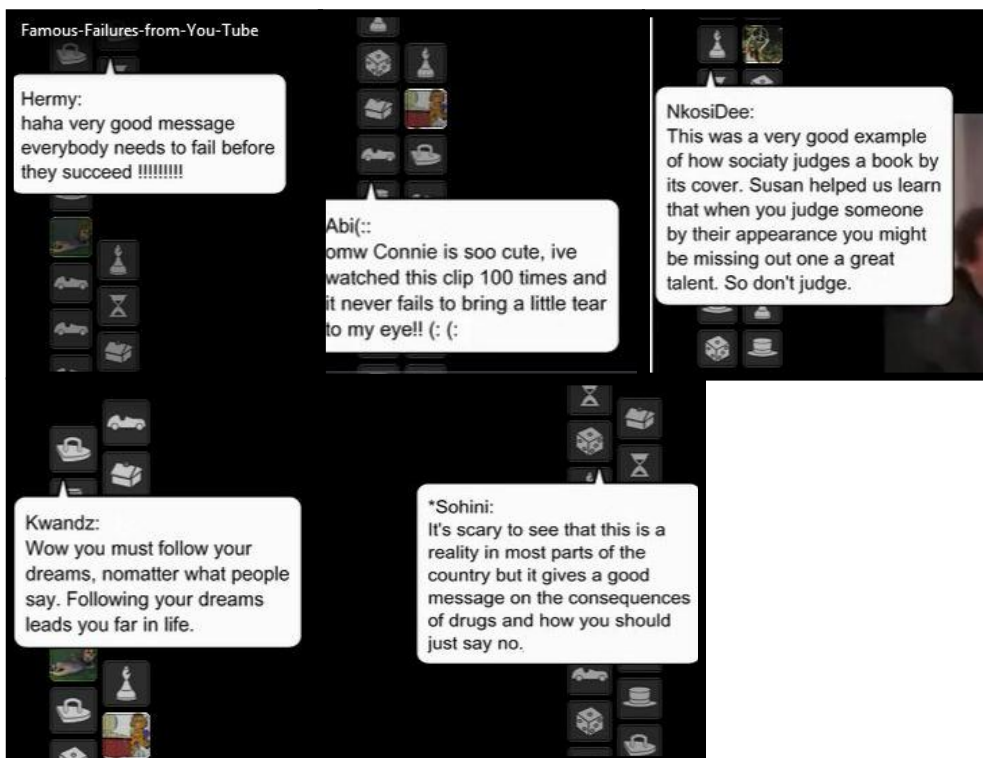 Famous-Failures-from-You-Tube
Hermy:
haha very good message
everybody needs to fail before
they succeed !!!!!!!!!
Abi(::
omw Connie is soo cute, ive
watched this clip 100 times and
it never fails to bring a little tear
to my eye!! (: (:
NkosiDee:
This was a very good example
of how sociaty judges a book by
its cover. Susan helped us learn
that when you judge someone
by their appearance you might
be missing out one a great
talent. So don't judge.
Kwandz:
Wow you must follow your
dreams, nomatter what people
say. Following your dreams
leads you far in life.
*Sohini:
It's scary to see that this is a
reality in most parts of the
country but it gives a good
message on the consequences
of drugs and how you should
just say no.